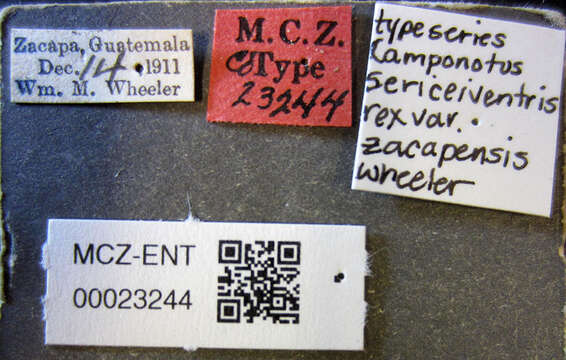 Zacapa, Guatemala
Dec. 14 1911
Wm. M. Wheeler
M. C. Z.
CoType
23244
type series
Camponotus
sericeiventris
rex var.
zacapensis
wheeler
MCZ-ENT
00023244